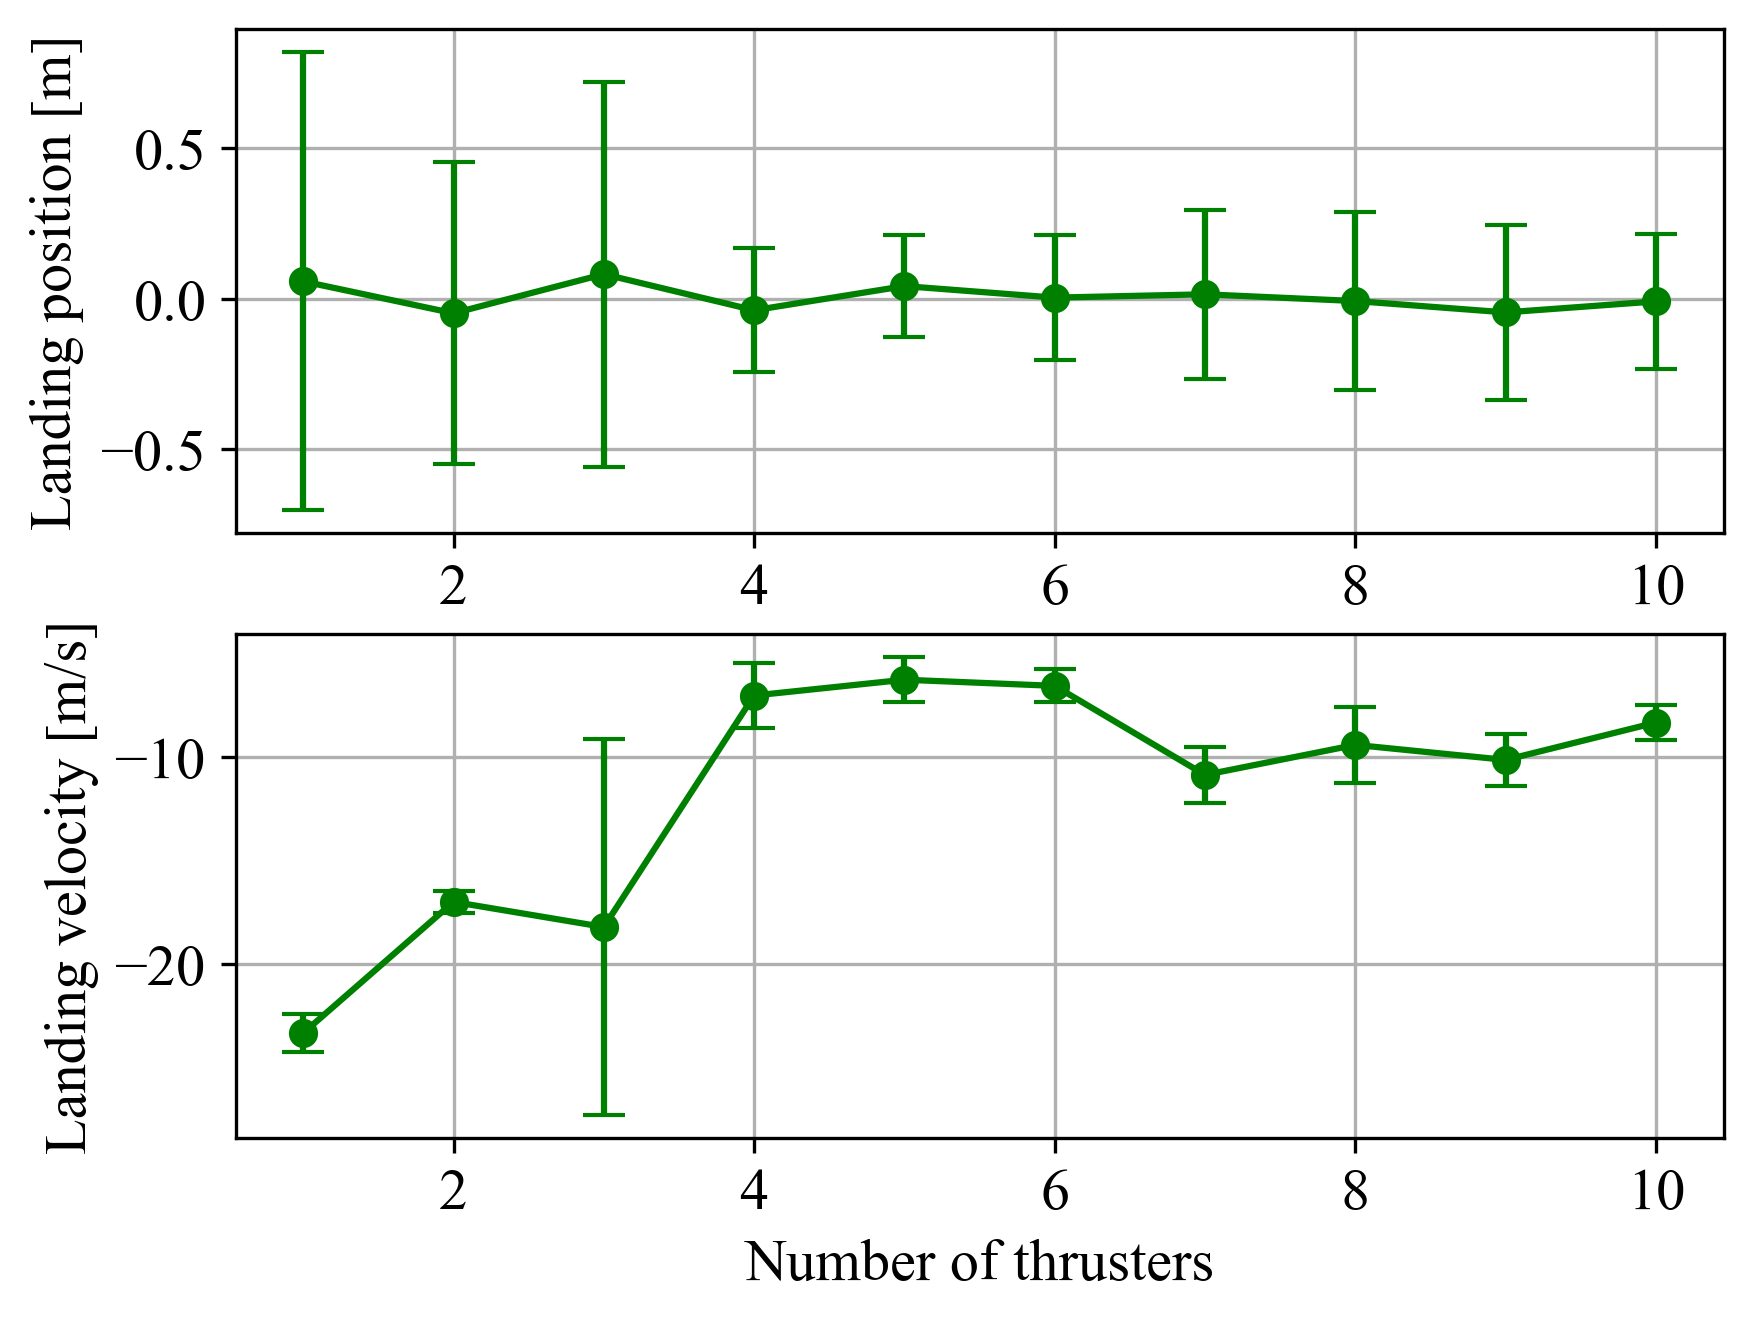 Landing position [m]
0.5
0.0
−0.5
2 4 6 8 10
Landing velocity [m/s]
−10
−20
2 4 6 8 10
Number of thrusters